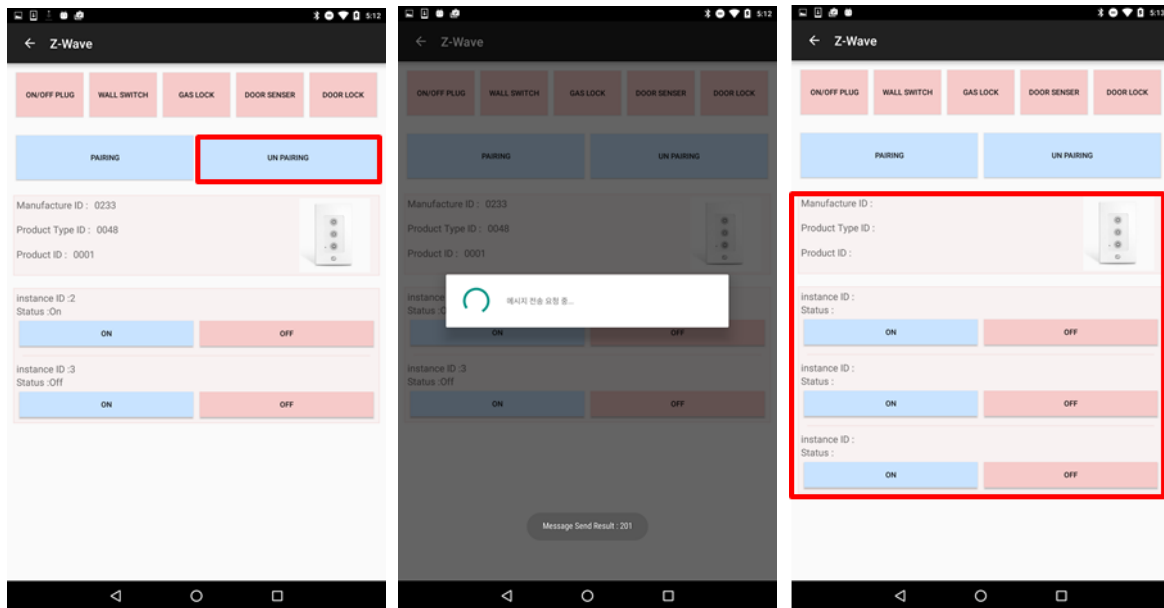 5:12
Z-Wave
ON/OFF PLUG WALL SWITCH GAS LOCK DOOR SENSER DOOR LOCK
PAIRING UN PAIRING
Manufacture ID : 0233
Product Type ID : 0048
Product ID : 0001
instance ID :2
Status :On
ON OFF
instance ID :3
Status :Off
ON OFF
5:12
Z-Wave
ON/OFF PLUG WALL SWITCH GAS LOCK DOOR SENSER DOOR LOCK
PAIRING UN PAIRING
Manufacture ID : 0233
Product Type ID : 0048
Product ID : 0001
메시지 전송 요청 중...
instance
Status :O
ON OFF
instance ID :3
Status :Off
ON OFF
Message Send Result : 201
Z-Wave
ON/OFF PLUG WALL SWITCH GAS LOCK DOOR SENSER DOOR LOCK
PAIRING UN PAIRING
Manufacture ID :
Product Type ID :
Product ID :
instance ID :
Status :
ON OFF
instance ID :
Status :
ON OFF
instance ID :
Status :
ON OFF